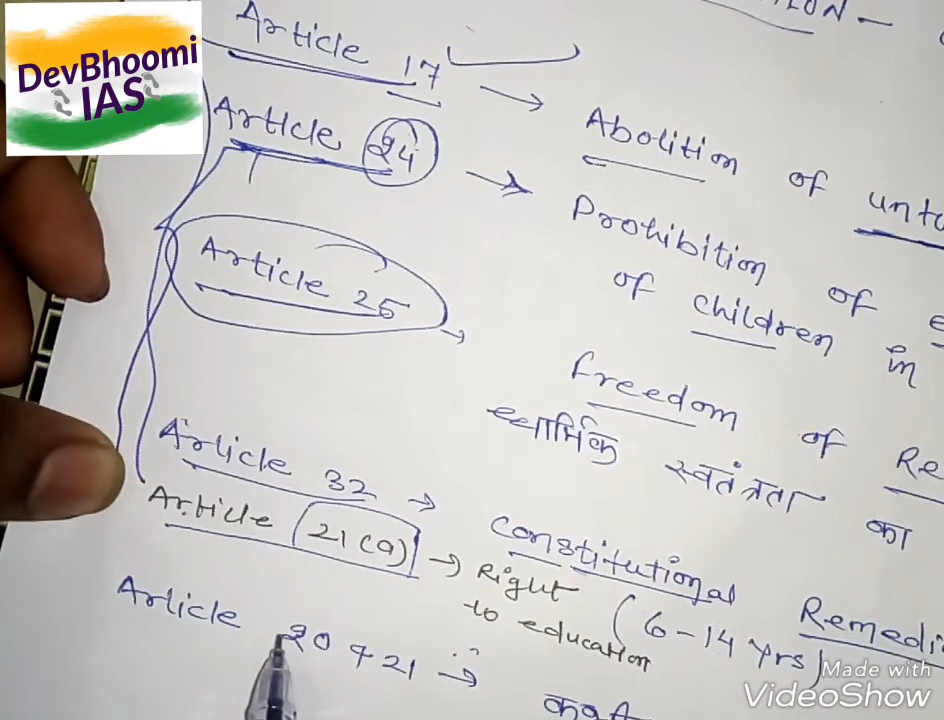 DevBhoomi
IAS
Article 17 → Abolition of
Article 24 → Prohibition of
of children in
Article 25 → freedom of Re
धार्मिक स्वतंत्रता का
Article 32 → Constitutional Remedi
Article 21(a) → Right
to education (6-14 yrs)
Article 20 & 21 →
Made with
VideoShow